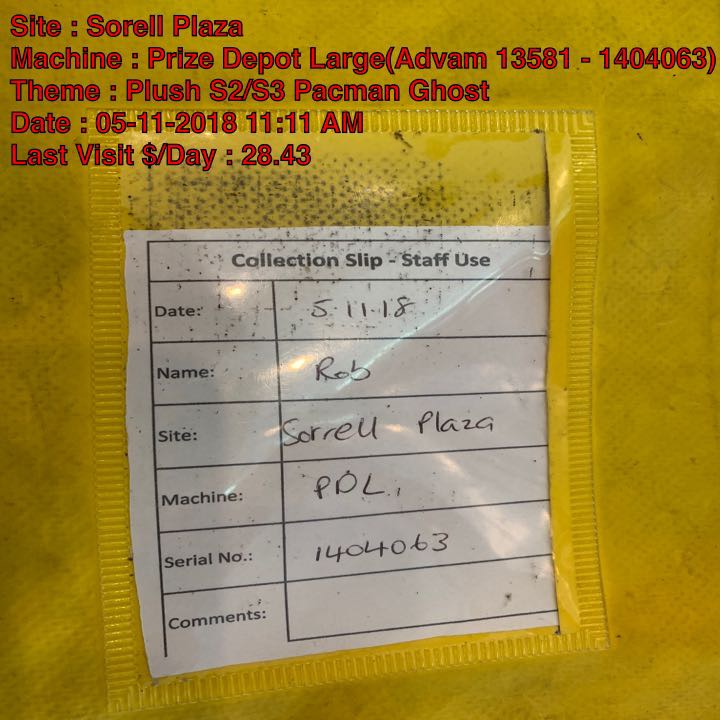 Site : Sorell Plaza
Machine : Prize Depot Large(Advam 13581 - 1404063)
Theme : Plush S2/S3 Pacman Ghost
Date : 05-11-2018 11:11 AM
Last Visit $/Day : 28.43
Collection Slip - Staff Use
Date: 5.11.18
Name: Rob
Site: Sorrell Plaza
Machine: PDL.
Serial No.: 1404063
Comments: